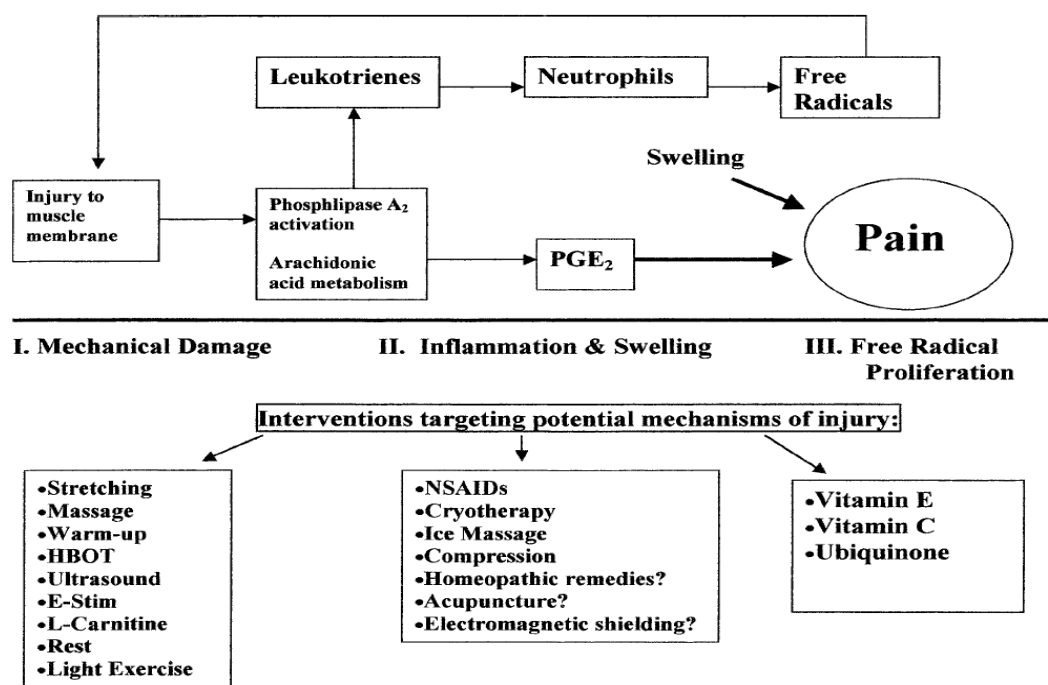 Leukotrienes
Neutrophils
Free
Radicals
Swelling
Injury to
muscle
membrane
Phosphlipase A₂
activation
Arachidonic
acid metabolism
PGE₂
Pain
I. Mechanical Damage
II. Inflammation & Swelling
III. Free Radical
Proliferation
Interventions targeting potential mechanisms of injury:
•Stretching
•Massage
•Warm-up
•HBOT
•Ultrasound
•E-Stim
•L-Carnitine
•Rest
•Light Exercise
•NSAIDs
•Cryotherapy
•Ice Massage
•Compression
•Homeopathic remedies?
•Acupuncture?
•Electromagnetic shielding?
•Vitamin E
•Vitamin C
•Ubiquinone